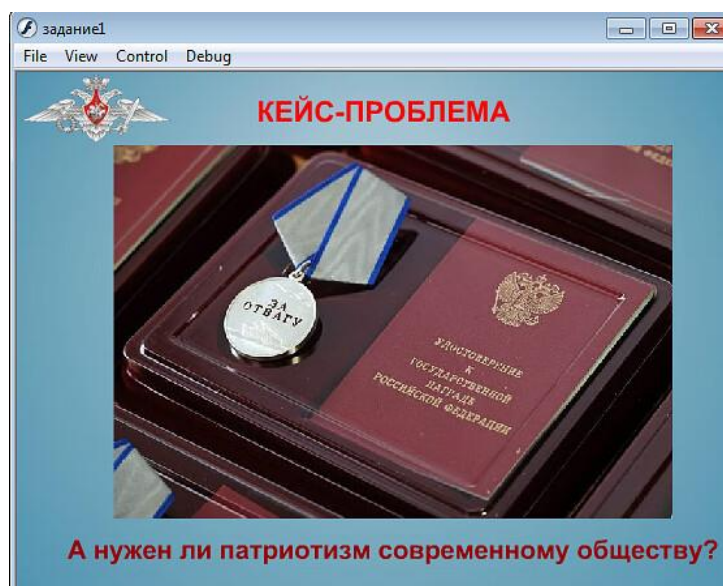 задание1
File View Control Debug
КЕЙС-ПРОБЛЕМА
ЗА
ОТВАГУ
УДОСТОВЕРЕНИЕ
К
ГОСУДАРСТВЕННОЙ
НАГРАДЕ
РОССИЙСКОЙ ФЕДЕРАЦИИ
А нужен ли патриотизм современному обществу?